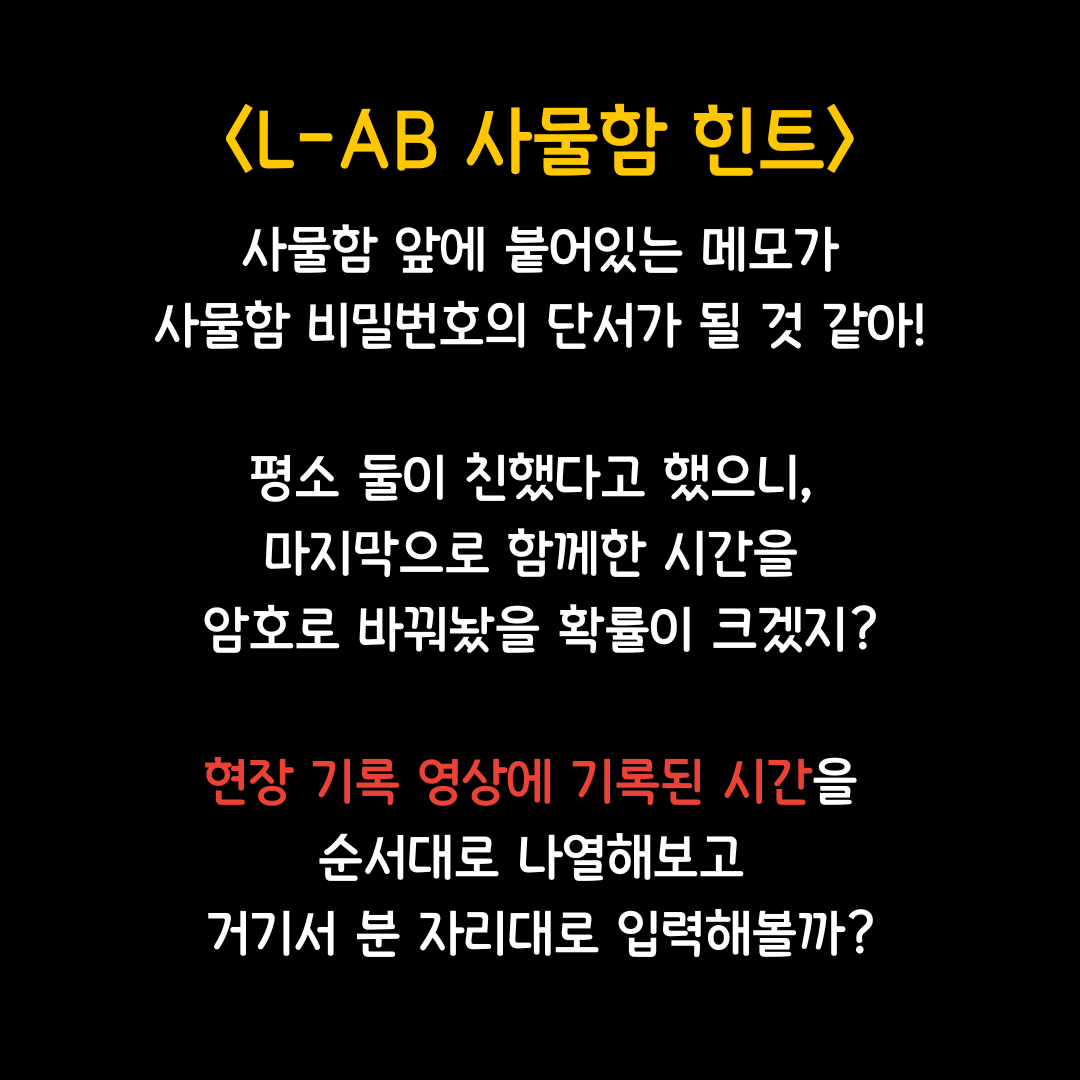 <L-AB 사물함 힌트>
사물함 앞에 붙어있는 메모가
사물함 비밀번호의 단서가 될 것 같아!
평소 둘이 친했다고 했으니,
마지막으로 함께한 시간을
암호로 바꿔놨을 확률이 크겠지?
현장 기록 영상에 기록된 시간을
순서대로 나열해보고
거기서 분 자리대로 입력해볼까?